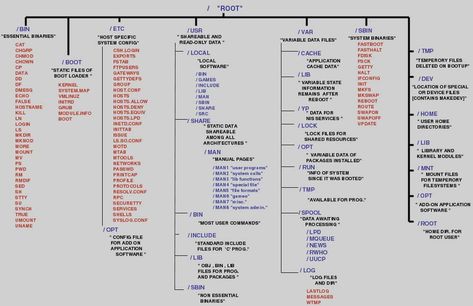 / "ROOT"
/ BIN
"ESSENTIAL BINARIES"
CAT
CHGRP
CHMOD
CHOWN
CP
DATA
DD
DF
DMESG
ECHO
FALSE
HOSTNAME
KILL
LN
LOGIN
LS
MKDIR
MKNOD
MORE
MOUNT
MV
PS
PWD
RM
RMDIF
SED
SH
STTY
SU
SYNCH
TRUE
UMOUNT
UNAME
/ BOOT
"STATIC FILES OF
BOOT LOADER "
KERNEL
SYSTEM.MAP
VMLINUZ
INITRD
GRUB
MODULE.INFO
BOOT
/ ETC
"HOST SPECIFIC
SYSTEM CONFIG"
CSH.LOGIN
EXPORTS
FSTAB
FTPUSERS
GATEWAYS
GETTYDEFS
GROUP
HOST.CONF
HOSTS
HOSTS.ALLOW
HOSTS.DENY
HOSTS.EQUIV
HOSTS.LPD
INETD.CONF
INITTAB
ISSUE
LS.SO.CONF
MOTD
MTAB
MTOOLS
NETWORKS
PASSWD
PRINTCAP
PROFILE
PROTOCOLS
RESOLV.CONF
RPC
SECURETTY
SERVICES
SHELLS
SYSLOG.CONF
/ OPT
"CONFIG FILE
FOR ADD ON
APPLICATION
SOFTWARE "
/ USR
"SHAREABLE AND
READ-ONLY DATA "
/ LOCAL
"LOCAL
SOFTWARE"
/ BIN
/ GAMES
/ INCLUDE
/ LIB
/ MAN
/ SBIN
/ SHARE
/ SRC
/ SHARE
" STATIC DATA
SHAREABLE
AMONG ALL
ARCHITECTURES "
/ MAN
"MANUAL PAGES"
/ MAN1 "user programs"
/ MAN2 "system calls"
/ MAN3 "lib functions"
/ MAN4 "special file"
/ MAN5 "file formats"
/ MAN6 "games"
/ MAN7 "misc."
/ MAN8 "system admin."
/ BIN
"MOST USER COMMANDS"
/ INCLUDE
"STANDARD INCLUDE
FILES FOR 'C PROG."
/ LIB
" OBJ , BIN , LIB
FILES FOR PROG.
AND PACKAGES "
/ SBIN
"NON ESSENTIAL
BINARIES"
/ VAR
"VARIABLE DATA FILES"
/ CACHE
"APPLICATION
CACHE DATA"
/ LIB
"VARIABLE STATE
INFORMATION
REMAINS AFTER
REBOOT "
/ YP
" DATA FOR
NIS SERVICES "
/ LOCK
"LOCK FILES FOR
SHARED RESOURCES"
/ OPT
"VARIABLE DATA OF
PACKAGES INSTALLED"
/ RUN
"INFO OF SYSTEM
SINCE IT WAS BOOTED"
/ TMP
"AVAILABLE FOR PROG."
/ SPOOL
"DATA AWAITING
PROCESSING "
/ LPD
/ MQUEUE
/ NEWS
/ RWHO
/ UUCP
/ LOG
"LOG FILES
AND DIR"
LASTLOG
MESSAGES
WTMP
/ SBIN
"SYSTEM BINARIES"
FASTBOOT
FASTHALT
FDISK
FSCK
GETTY
HALT
IFCONFIG
INIT
MKFS
MKSWAP
REBOOT
ROUTE
SWAPON
SWAPOFF
UPDATE
/ TMP
"TEMPERORY FILES
DELETED ON BOOTUP"
/ DEV
"LOCATION OF SPECIAL
OR DEVICE FILES
[CONTAINS MAKEDEV]"
/ HOME
"USER HOME
DIRECTORIES"
/ LIB
" LIBRARY
AND KERNEL MODULES"
/ MNT
" MOUNT FILES FOR
TEMPERORY
FILESYSTEMS "
/ OPT
"ADD-ON APPLICATION
SOFTWARE "
/ ROOT
"HOME DIR. FOR
ROOT USER"